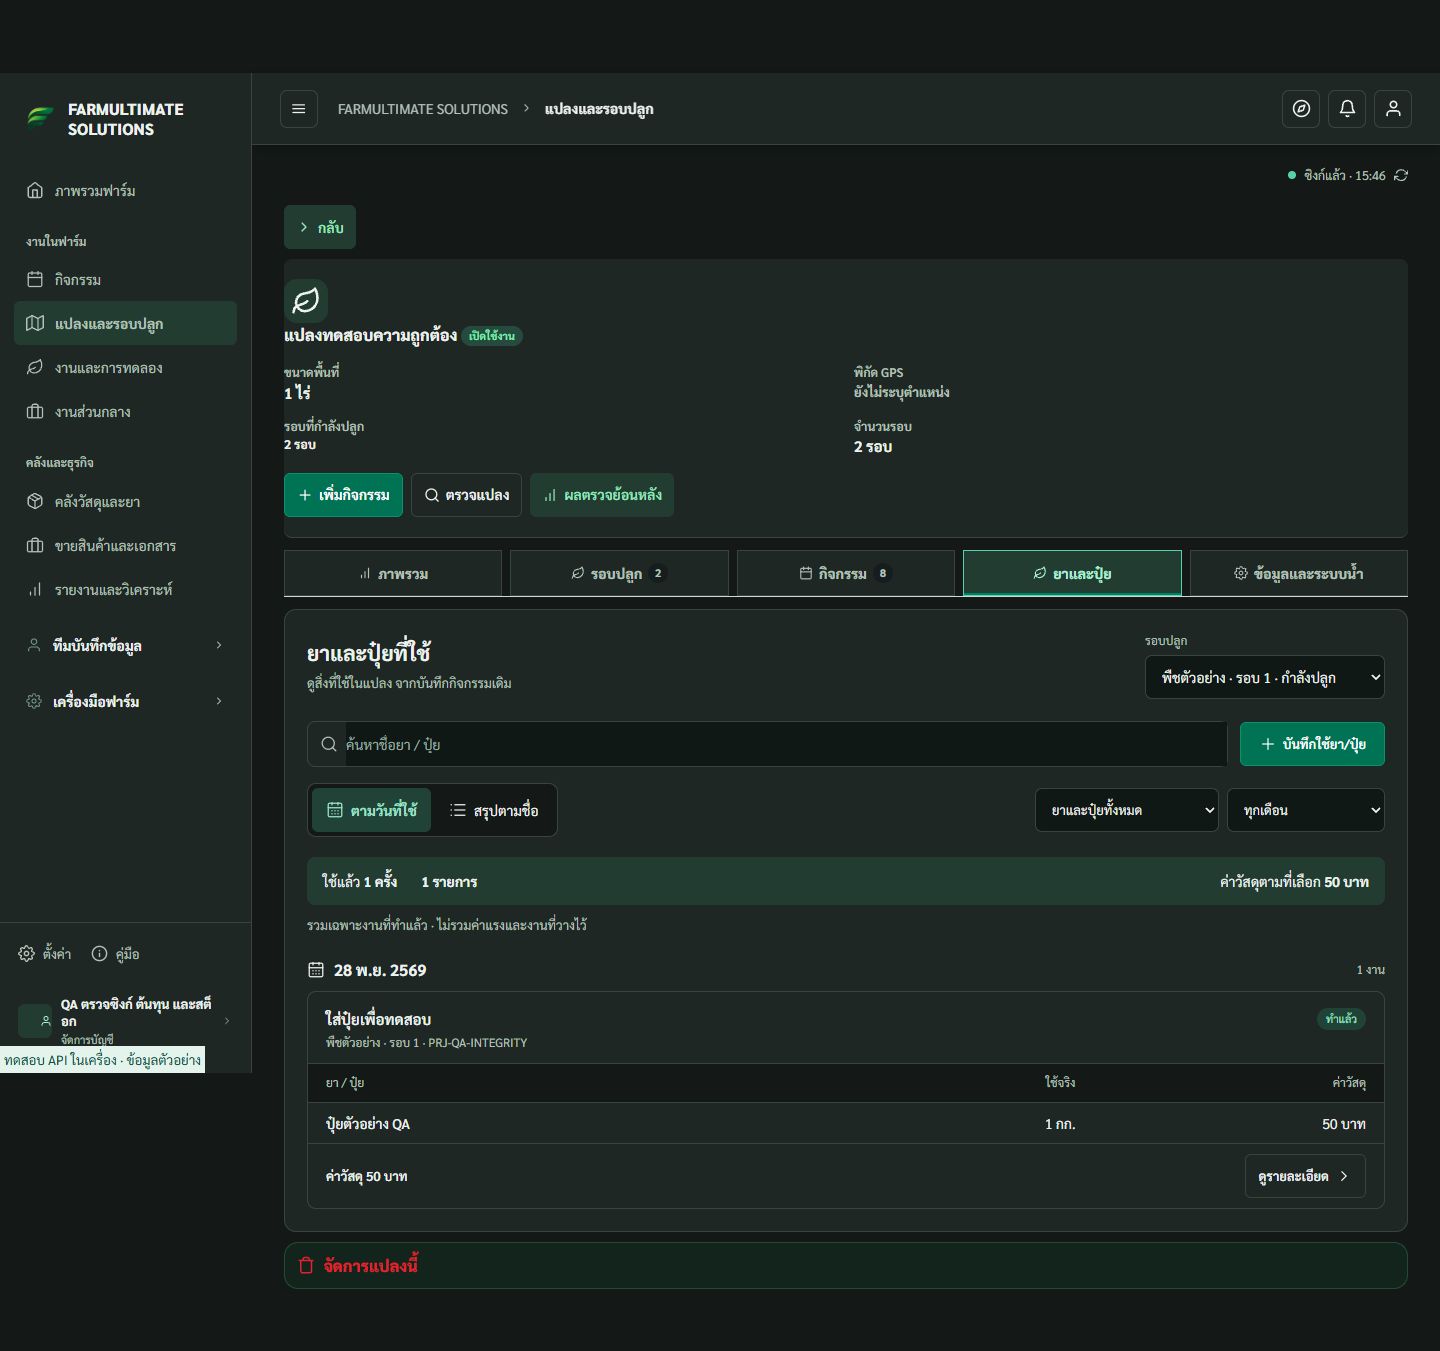 FARMULTIMATE
SOLUTIONS
ภาพรวมฟาร์ม
งานในฟาร์ม
กิจกรรม
แปลงและรอบปลูก
งานและการทดลอง
งานส่วนกลาง
คลังและธุรกิจ
คลังวัสดุและยา
ขายสินค้าและเอกสาร
รายงานและวิเคราะห์
ทีมบันทึกข้อมูล
เครื่องมือฟาร์ม
ตั้งค่า คู่มือ
QA ตรวจซิงก์ ต้นทุน และสต็
อก
จัดการบัญชี
ทดสอบ API ในเครื่อง · ข้อมูลตัวอย่าง
FARMULTIMATE SOLUTIONS แปลงและรอบปลูก
ซิงก์แล้ว · 15:46
กลับ
แปลงทดสอบความถูกต้อง เปิดใช้งาน
ขนาดพื้นที่ พิกัด GPS
1 ไร่ ยังไม่ระบุตำแหน่ง
รอบที่กำลังปลูก จำนวนรอบ
2 รอบ 2 รอบ
เพิ่มกิจกรรม ตรวจแปลง ผลตรวจย้อนหลัง
ภาพรวม รอบปลูก 2 กิจกรรม 8 ยาและปุ๋ย ข้อมูลและระบบน้ำ
ยาและปุ๋ยที่ใช้
ดูสิ่งที่ใช้ในแปลง จากบันทึกกิจกรรมเดิม
รอบปลูก
พืชตัวอย่าง · รอบ 1 · กำลังปลูก
ค้นหาชื่อยา / ปุ๋ย บันทึกใช้ยา/ปุ๋ย
ตามวันที่ใช้ สรุปตามชื่อ ยาและปุ๋ยทั้งหมด ทุกเดือน
ใช้แล้ว 1 ครั้ง 1 รายการ ค่าวัสดุตามที่เลือก 50 บาท
รวมเฉพาะงานที่ทำแล้ว · ไม่รวมค่าแรงและงานที่วางไว้
28 พ.ย. 2569 1 งาน
ใส่ปุ๋ยเพื่อทดสอบ ทำแล้ว
พืชตัวอย่าง · รอบ 1 · PRJ-QA-INTEGRITY
ยา / ปุ๋ย ใช้จริง ค่าวัสดุ
ปุ๋ยตัวอย่าง QA 1 กก. 50 บาท
ค่าวัสดุ 50 บาท ดูรายละเอียด
จัดการแปลงนี้